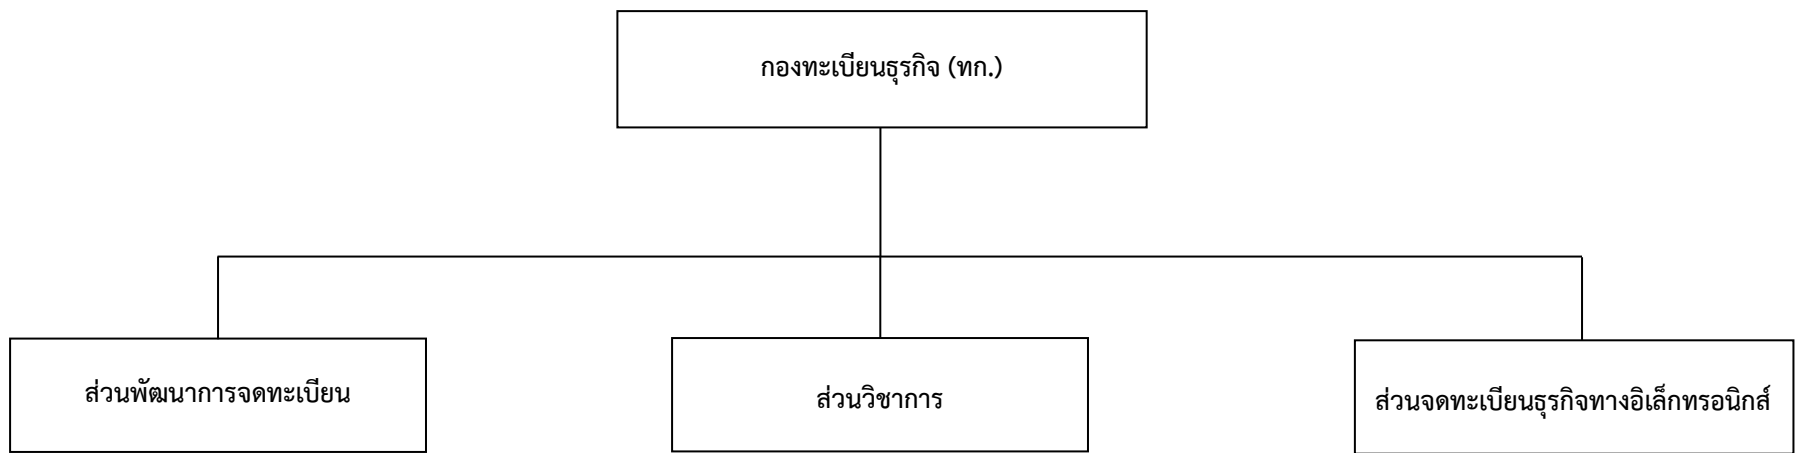 กองทะเบียนธุรกิจ (ทก.)
ส่วนพัฒนาการจดทะเบียน
ส่วนวิชาการ
ส่วนจดทะเบียนธุรกิจทางอิเล็กทรอนิกส์